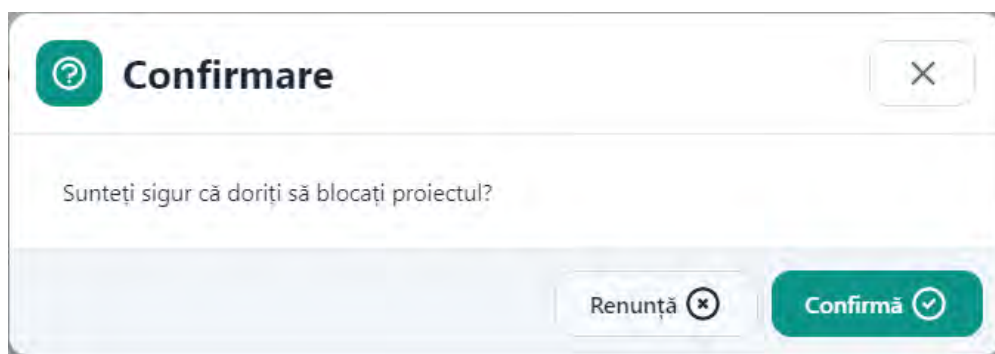 Confirmare
Sunteți sigur că doriți să blocați proiectul?
Renunță
Confirmă